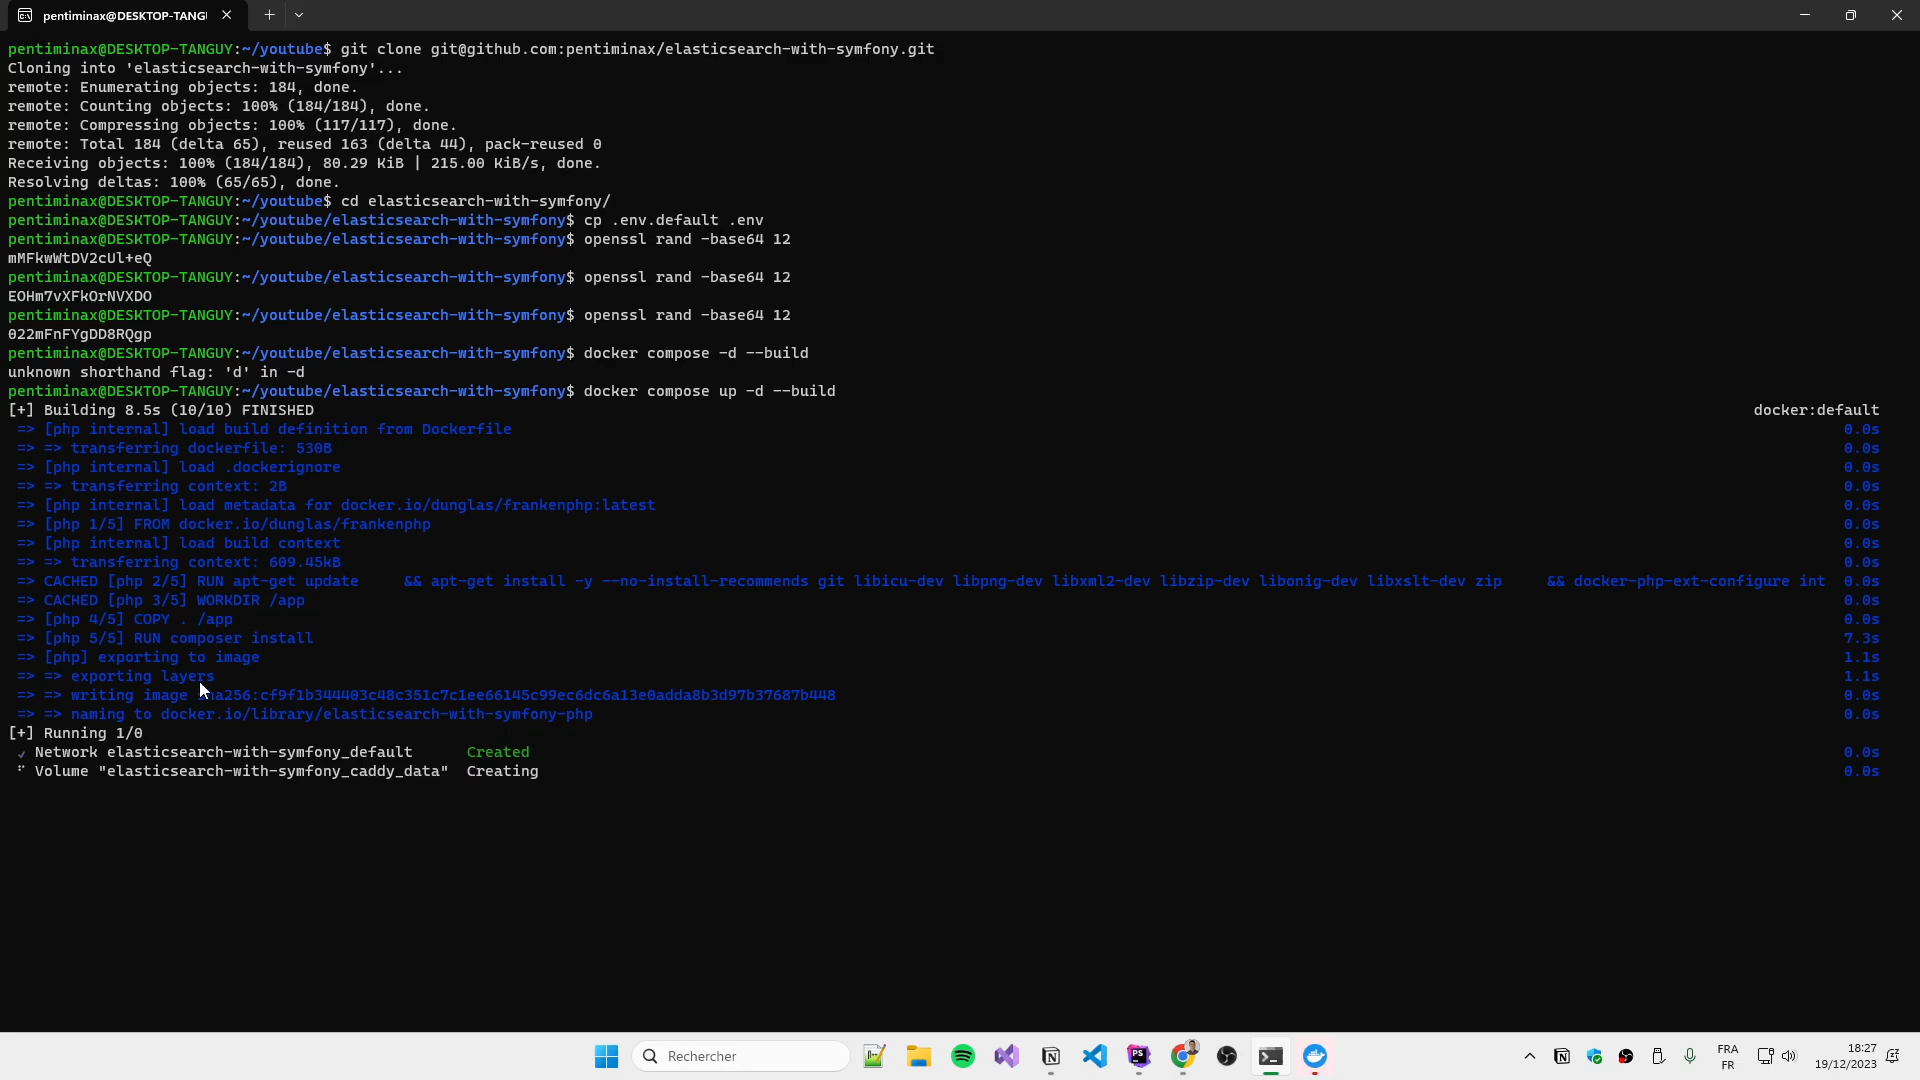 pentiminax@DESKTOP-TANGU
pentiminax@DESKTOP-TANGUY:~/youtube$ git clone git@github.com:pentiminax/elasticsearch-with-symfony.git
Cloning into 'elasticsearch-with-symfony'...
remote: Enumerating objects: 184, done.
remote: Counting objects: 100% (184/184), done.
remote: Compressing objects: 100% (117/117), done.
remote: Total 184 (delta 65), reused 163 (delta 44), pack-reused 0
Receiving objects: 100% (184/184), 80.29 KiB | 215.00 KiB/s, done.
Resolving deltas: 100% (65/65), done.
pentiminax@DESKTOP-TANGUY:~/youtube$ cd elasticsearch-with-symfony/
pentiminax@DESKTOP-TANGUY:~/youtube/elasticsearch-with-symfony$ cp .env.default .env
pentiminax@DESKTOP-TANGUY:~/youtube/elasticsearch-with-symfony$ openssl rand -base64 12
mMFkwWtDV2cUl+eQ
pentiminax@DESKTOP-TANGUY:~/youtube/elasticsearch-with-symfony$ openssl rand -base64 12
EOHm7vXFkOrNVXDO
pentiminax@DESKTOP-TANGUY:~/youtube/elasticsearch-with-symfony$ openssl rand -base64 12
022mFnFYgDD8RQgp
pentiminax@DESKTOP-TANGUY:~/youtube/elasticsearch-with-symfony$ docker compose -d --build
unknown shorthand flag: 'd' in -d
pentiminax@DESKTOP-TANGUY:~/youtube/elasticsearch-with-symfony$ docker compose up -d --build
[+] Building 8.5s (10/10) FINISHED docker:default
=> [php internal] load build definition from Dockerfile 0.0s
=> => transferring dockerfile: 530B 0.0s
=> [php internal] load .dockerignore 0.0s
=> => transferring context: 2B 0.0s
=> [php internal] load metadata for docker.io/dunglas/frankenphp:latest 0.0s
=> [php 1/5] FROM docker.io/dunglas/frankenphp 0.0s
=> [php internal] load build context 0.0s
=> => transferring context: 609.45kB 0.0s
=> CACHED [php 2/5] RUN apt-get update && apt-get install -y --no-install-recommends git libicu-dev libpng-dev libxml2-dev libzip-dev libonig-dev libxslt-dev zip && docker-php-ext-configure int 0.0s
=> CACHED [php 3/5] WORKDIR /app 0.0s
=> [php 4/5] COPY . /app 0.0s
=> [php 5/5] RUN composer install 7.3s
=> [php] exporting to image 1.1s
=> => exporting layers 1.1s
=> => writing image sha256:cf9f1b344403c48c351c7c1ee66145c99ec6dc6a13e0adda8b3d97b37687b448 0.0s
=> => naming to docker.io/library/elasticsearch-with-symfony-php 0.0s
[+] Running 1/0
✓ Network elasticsearch-with-symfony_default Created 0.0s
⠋ Volume "elasticsearch-with-symfony_caddy_data" Creating 0.0s
Rechercher
FRA
FR
18:27
19/12/2023